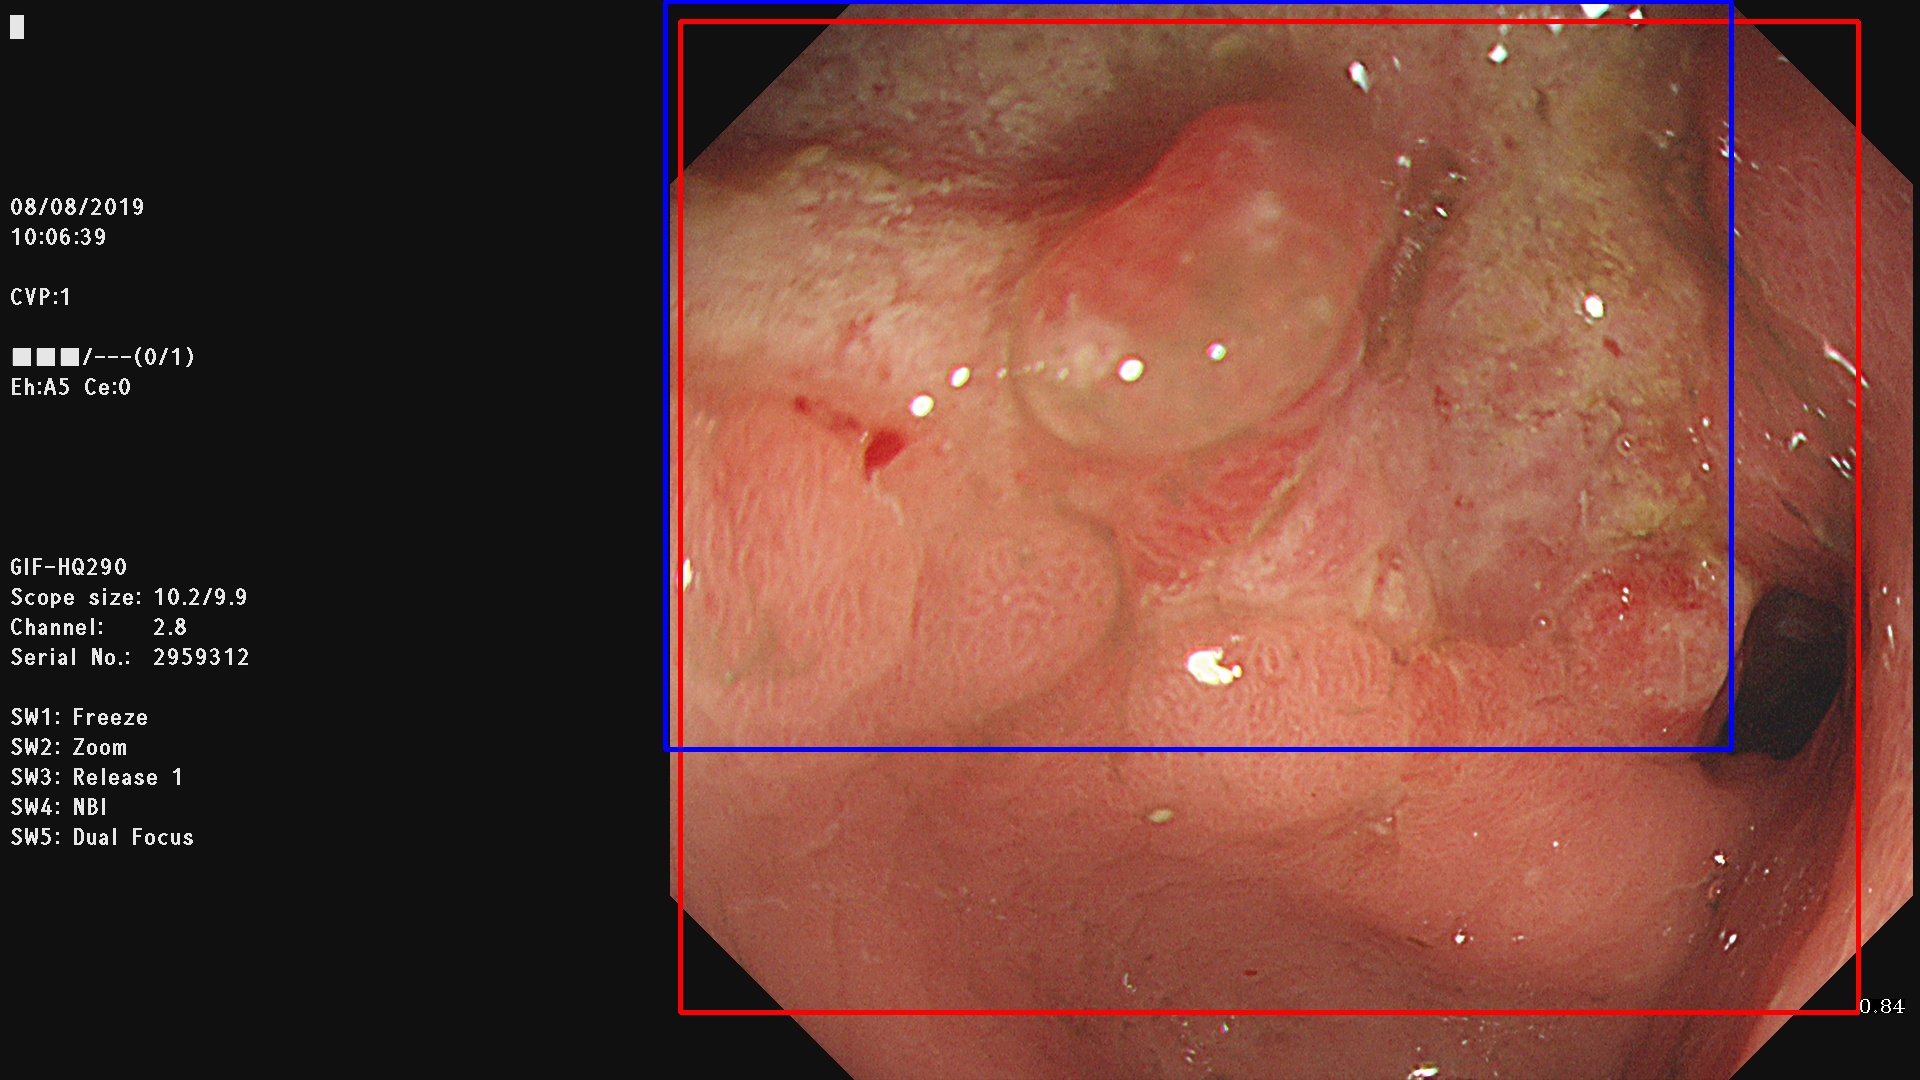 08/08/2019
10:06:39
CVP:1
■■■/---(0/1)
Eh:A5 Ce:0
GIF-HQ290
Scope size: 10.2/9.9
Channel: 2.8
Serial No.: 2959312
SW1: Freeze
SW2: Zoom
SW3: Release 1
SW4: NBI
SW5: Dual Focus
0.84